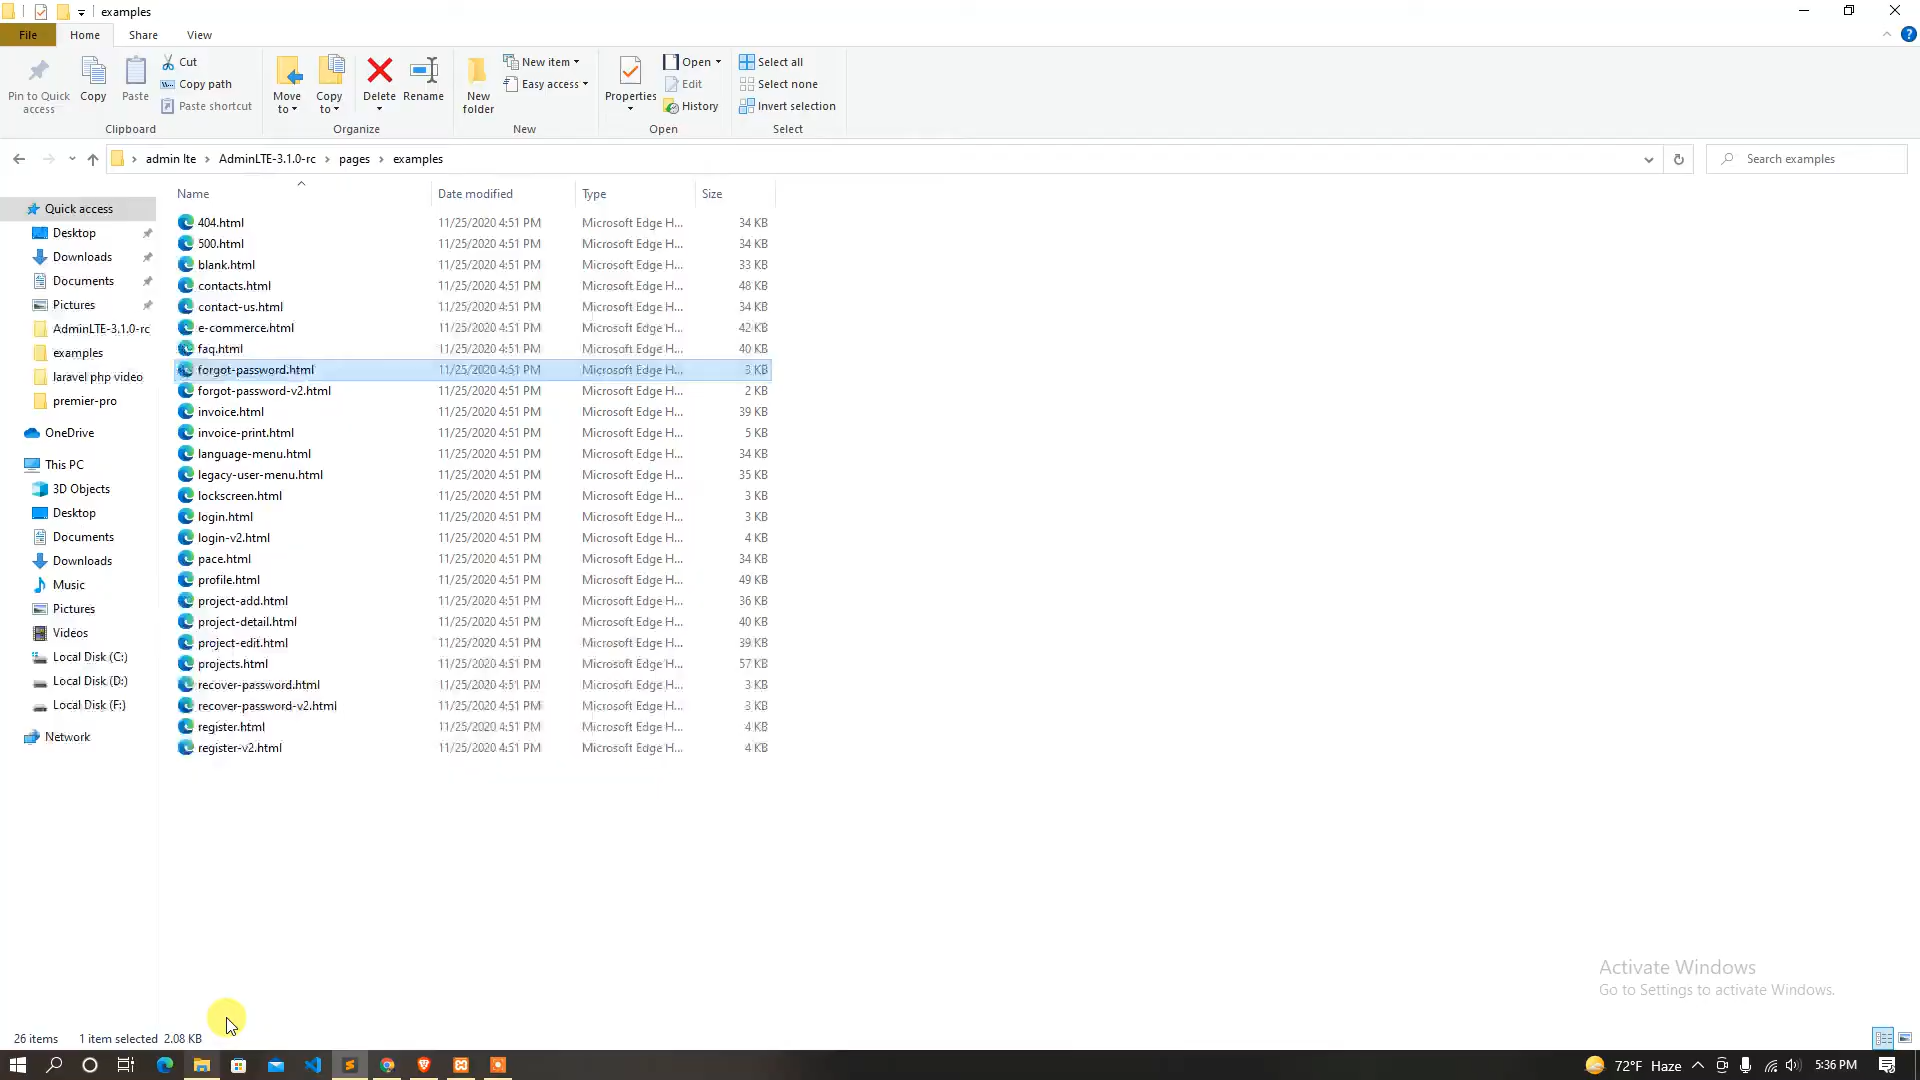 examples
File Home Share View
Pin to Quick access
Copy
Paste
Cut
Copy path
Paste shortcut
Clipboard
Move to
Copy to
Delete
Rename
Organize
New folder
New item
Easy access
New
Properties
Open
Edit
History
Open
Select all
Select none
Invert selection
Select
admin lte AdminLTE-3.1.0-rc pages examples
Search examples
Quick access
Desktop
Downloads
Documents
Pictures
AdminLTE-3.1.0-rc
examples
laravel php video
premier-pro
OneDrive
This PC
3D Objects
Desktop
Documents
Downloads
Music
Pictures
Videos
Local Disk (C:)
Local Disk (D:)
Local Disk (F:)
Network
Name Date modified Type Size
404.html 11/25/2020 4:51 PM Microsoft Edge H... 34 KB
500.html 11/25/2020 4:51 PM Microsoft Edge H... 34 KB
blank.html 11/25/2020 4:51 PM Microsoft Edge H... 33 KB
contacts.html 11/25/2020 4:51 PM Microsoft Edge H... 48 KB
contact-us.html 11/25/2020 4:51 PM Microsoft Edge H... 34 KB
e-commerce.html 11/25/2020 4:51 PM Microsoft Edge H... 42 KB
faq.html 11/25/2020 4:51 PM Microsoft Edge H... 40 KB
forgot-password.html 11/25/2020 4:51 PM Microsoft Edge H... 3 KB
forgot-password-v2.html 11/25/2020 4:51 PM Microsoft Edge H... 2 KB
invoice.html 11/25/2020 4:51 PM Microsoft Edge H... 39 KB
invoice-print.html 11/25/2020 4:51 PM Microsoft Edge H... 5 KB
language-menu.html 11/25/2020 4:51 PM Microsoft Edge H... 34 KB
legacy-user-menu.html 11/25/2020 4:51 PM Microsoft Edge H... 35 KB
lockscreen.html 11/25/2020 4:51 PM Microsoft Edge H... 3 KB
login.html 11/25/2020 4:51 PM Microsoft Edge H... 3 KB
login-v2.html 11/25/2020 4:51 PM Microsoft Edge H... 4 KB
pace.html 11/25/2020 4:51 PM Microsoft Edge H... 34 KB
profile.html 11/25/2020 4:51 PM Microsoft Edge H... 49 KB
project-add.html 11/25/2020 4:51 PM Microsoft Edge H... 36 KB
project-detail.html 11/25/2020 4:51 PM Microsoft Edge H... 40 KB
project-edit.html 11/25/2020 4:51 PM Microsoft Edge H... 39 KB
projects.html 11/25/2020 4:51 PM Microsoft Edge H... 57 KB
recover-password.html 11/25/2020 4:51 PM Microsoft Edge H... 3 KB
recover-password-v2.html 11/25/2020 4:51 PM Microsoft Edge H... 3 KB
register.html 11/25/2020 4:51 PM Microsoft Edge H... 4 KB
register-v2.html 11/25/2020 4:51 PM Microsoft Edge H... 4 KB
Activate Windows
Go to Settings to activate Windows.
26 items 1 item selected 2.08 KB
72°F Haze 5:36 PM